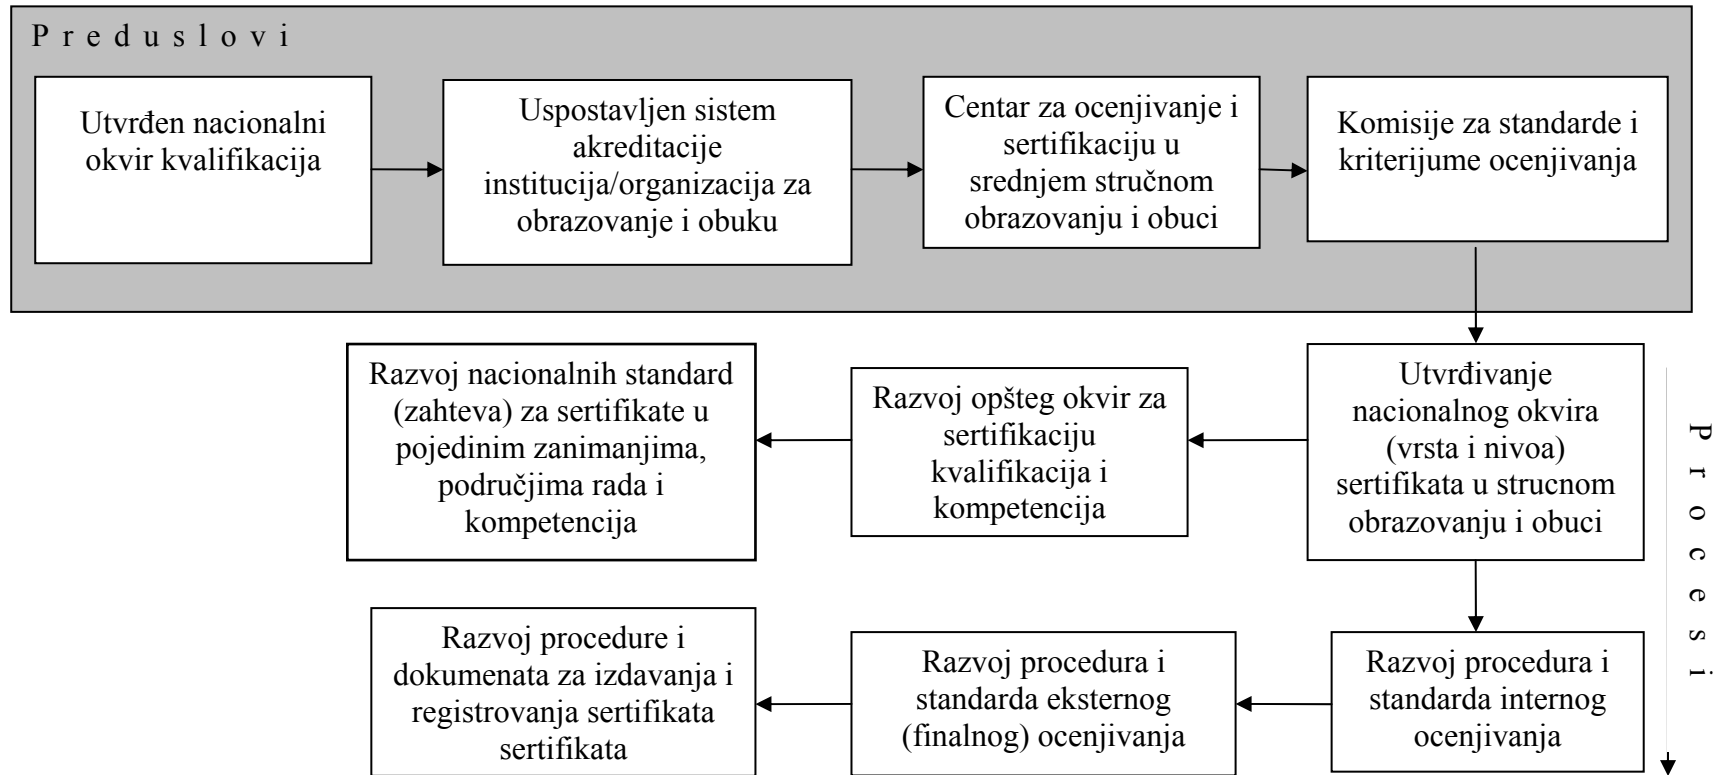 P r e d u s l o v i
Utvrđen nacionalni
okvir kvalifikacija
Uspostavljen sistem
akreditacije
institucija/organizacija za
obrazovanje i obuku
Centar za ocenjivanje i
sertifikaciju u
srednjem stručnom
obrazovanju i obuci
Komisije za standarde i
kriterijume ocenjivanja
Utvrđivanje
nacionalnog okvira
(vrsta i nivoa)
sertifikata u strucnom
obrazovanju i obuci
Razvoj opšteg okvir za
sertifikaciju
kvalifikacija i
kompetencija
Razvoj nacionalnih standard
(zahteva) za sertifikate u
pojedinim zanimanjima,
područjima rada i
kompetencija
P r o c e s i
Razvoj procedura i
standarda internog
ocenjivanja
Razvoj procedura i
standarda eksternog
(finalnog) ocenjivanja
Razvoj procedure i
dokumenata za izdavanja i
registrovanja sertifikata
sertifikata